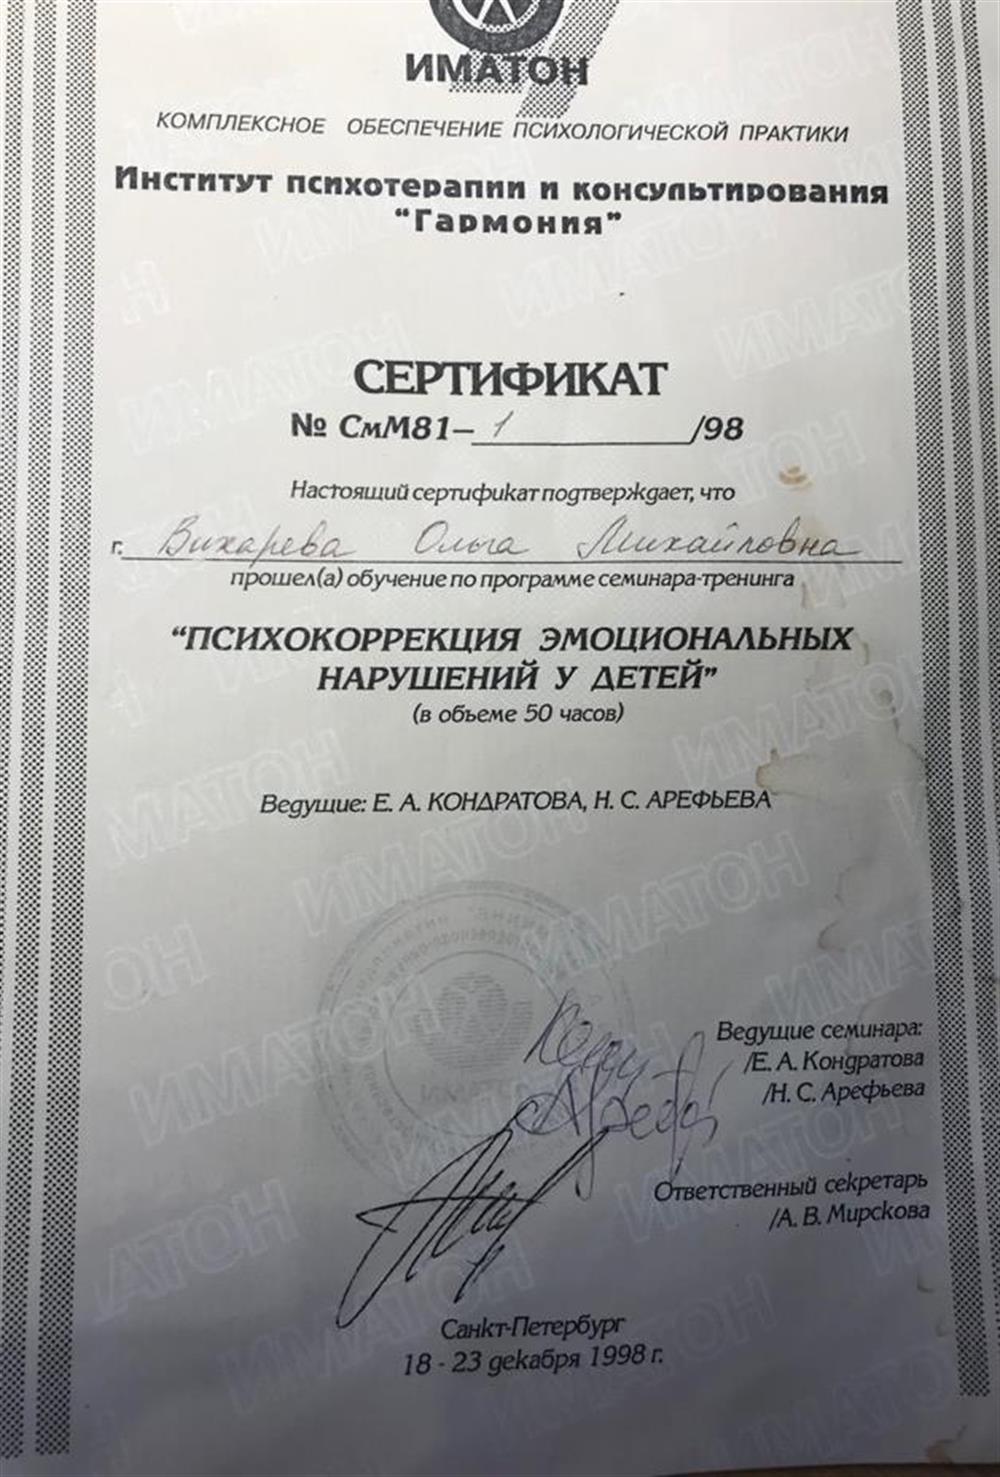 ИМАТОН
КОМПЛЕКСНОЕ ОБЕСПЕЧЕНИЕ ПСИХОЛОГИЧЕСКОЙ ПРАКТИКИ
Институт психотерапии и консультирования
"Гармония"
СЕРТИФИКАТ
№ СмМ81–1/98
Настоящий сертификат подтверждает, что
г. Вихарева Ольга Михайловна
прошел(а) обучение по программе семинара-тренинга
"ПСИХОКОРРЕКЦИЯ ЭМОЦИОНАЛЬНЫХ
НАРУШЕНИЙ У ДЕТЕЙ"
(в объеме 50 часов)
Ведущие: Е. А. КОНДРАТОВА, Н. С. АРЕФЬЕВА
Ведущие семинара:
/Е. А. Кондратова
/Н. С. Арефьева
Ответственный секретарь
/А. В. Мирскова
Санкт-Петербург
18 - 23 декабря 1998 г.